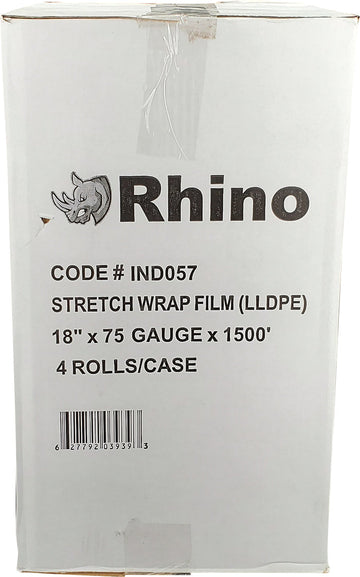 Rhino
CODE # IND057
STRETCH WRAP FILM (LLDPE)
18" x 75 GAUGE x 1500'
4 ROLLS/CASE
6 27792 03939 3